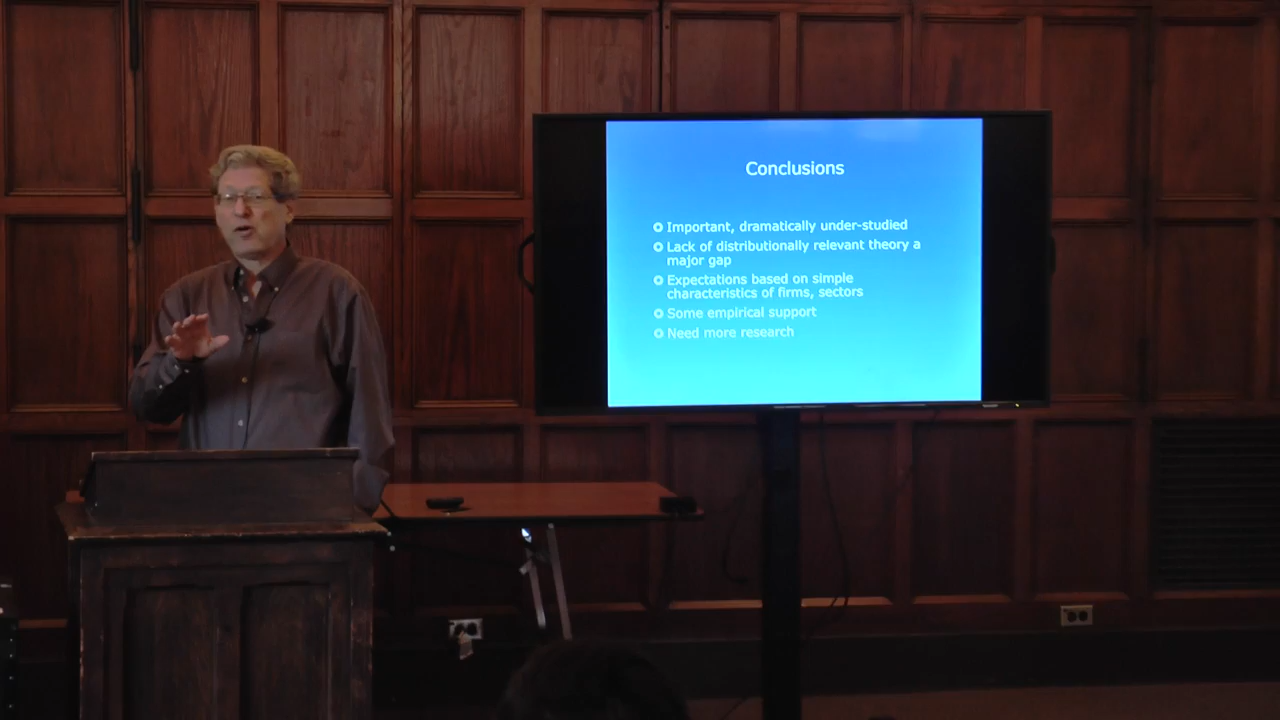 Conclusions
Important, dramatically under-studied
Lack of distributionally relevant theory a
major gap
Expectations based on simple
characteristics of firms, sectors
Some empirical support
Need more research